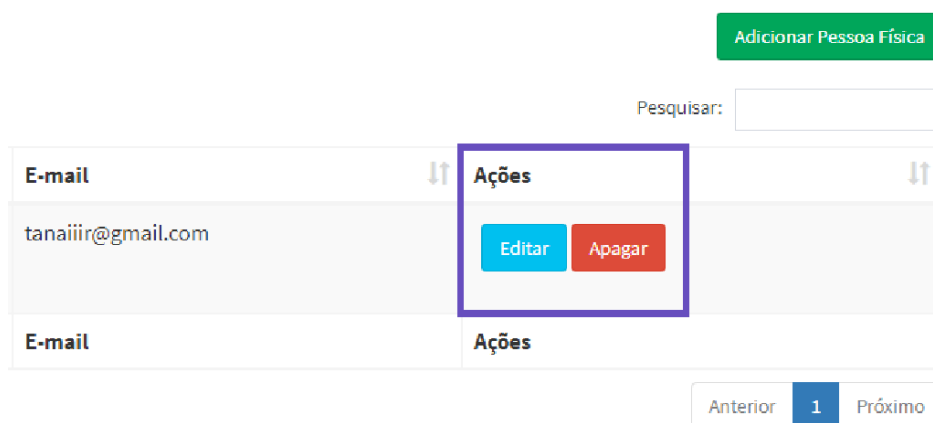 Adicionar Pessoa Física
Pesquisar:
E-mail Ações
tanaiiir@gmail.com Editar Apagar
E-mail Ações
Anterior 1 Próximo